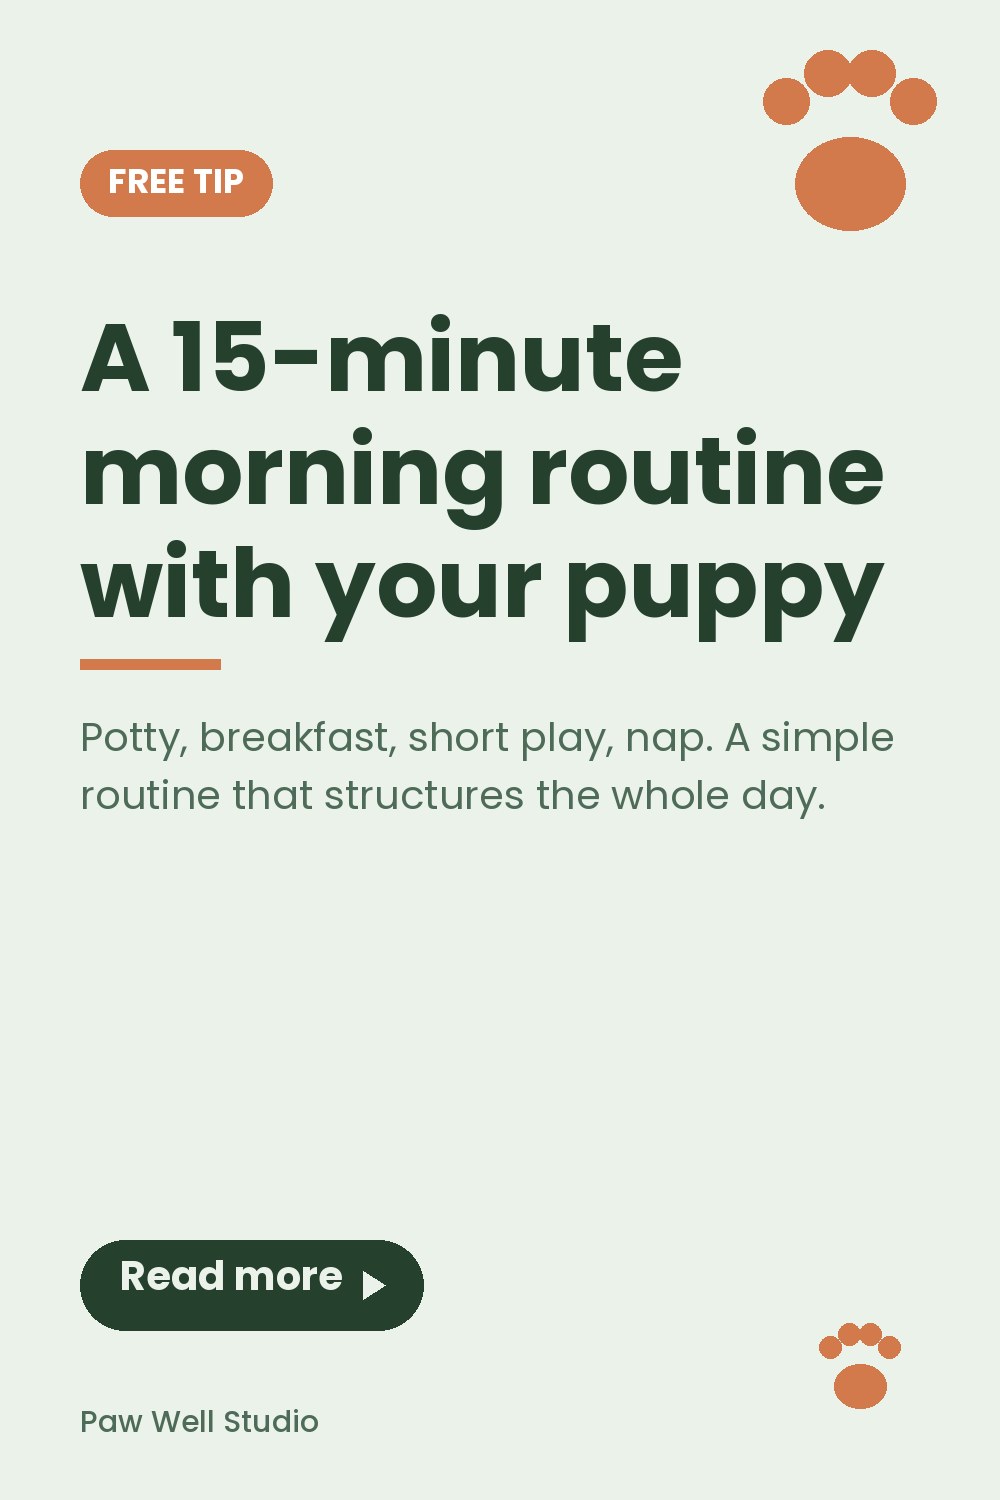 FREE TIP
A 15-minute
morning routine
with your puppy
Potty, breakfast, short play, nap. A simple
routine that structures the whole day.
Read more
Paw Well Studio